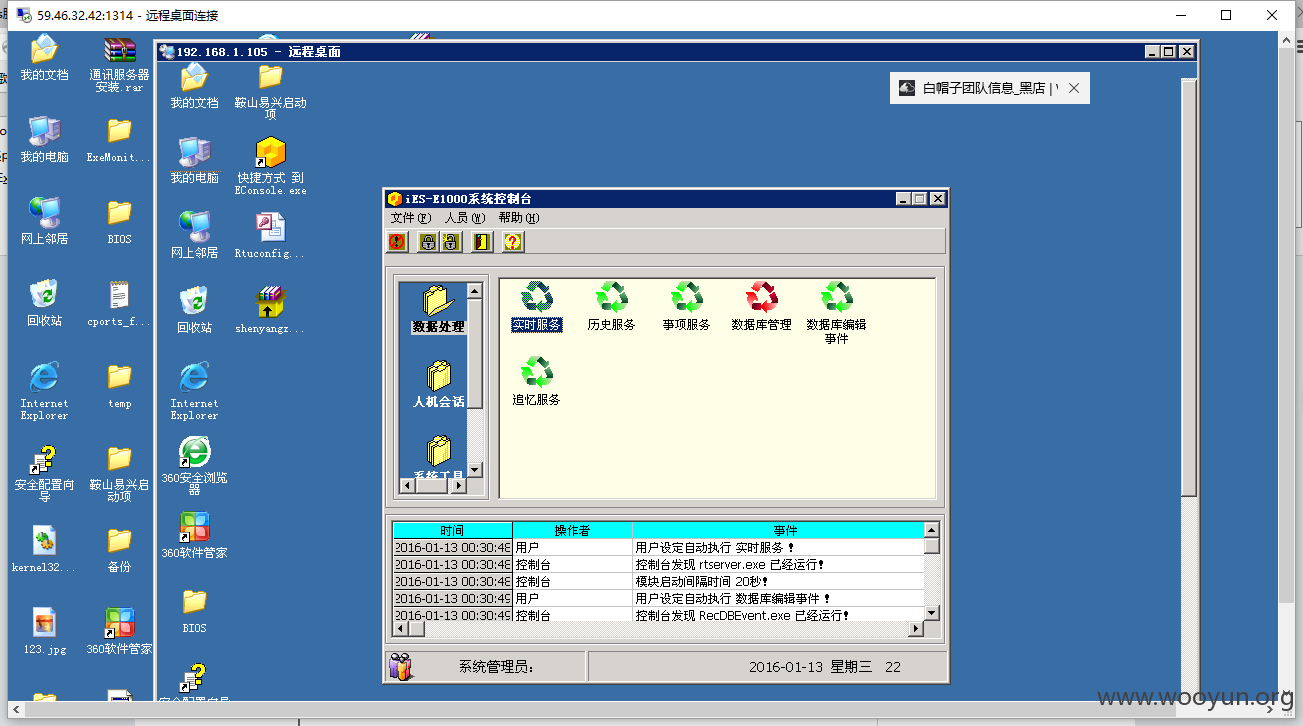 59.46.32.42:1314 - 远程桌面连接
192.168.1.105 - 远程桌面
白帽子团队信息_黑店 |
我的文档
通讯服务器
安装.rar
我的电脑
ExeMonit...
网上邻居
BIOS
回收站
cports_f...
Internet
Explorer
temp
安全配置向
导
鞍山易兴启
动项
kernel32...
备份
123.jpg
360软件管家
我的文档
鞍山易兴启动
项
我的电脑
快捷方式 到
EConsole.exe
网上邻居
Rtuconfig...
回收站
shenyangz...
Internet
Explorer
360安全浏览
器
360软件管家
BIOS
安全配置向导
iES-E1000系统控制台
文件(F) 人员(W) 帮助(H)
数据处理
人机会话
系统工具
实时服务
历史服务
事项服务
数据库管理
数据库编辑
事件
追忆服务
时间 操作者 事件
2016-01-13 00:30:48 用户 用户设定自动执行 实时服务 !
2016-01-13 00:30:48 控制台 控制台发现 rtserver.exe 已经运行!
2016-01-13 00:30:48 控制台 模块启动间隔时间 20秒!
2016-01-13 00:30:49 用户 用户设定自动执行 数据库编辑事件 !
2016-01-13 00:30:49 控制台 控制台发现 RecDBEvent.exe 已经运行!
系统管理员:
2016-01-13 星期三 22
www.wooyun.org